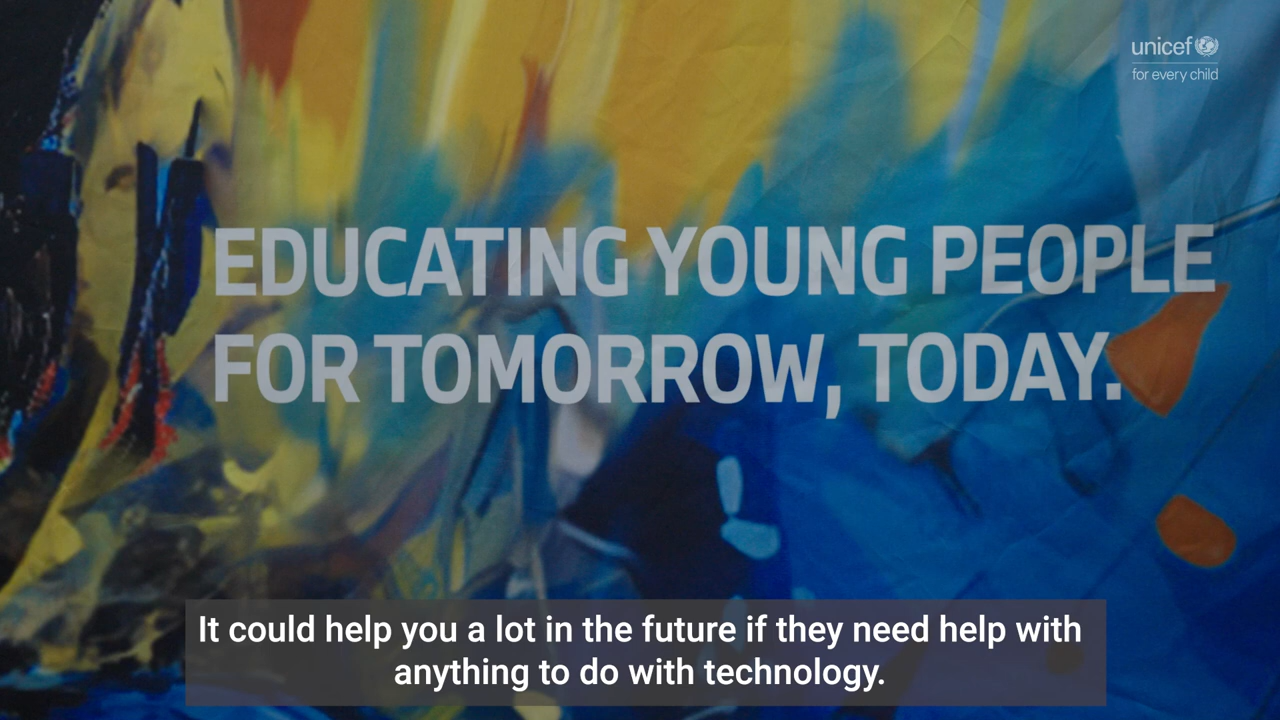 unicef
for every child
EDUCATING YOUNG PEOPLE
FOR TOMORROW, TODAY.
It could help you a lot in the future if they need help with
anything to do with technology.